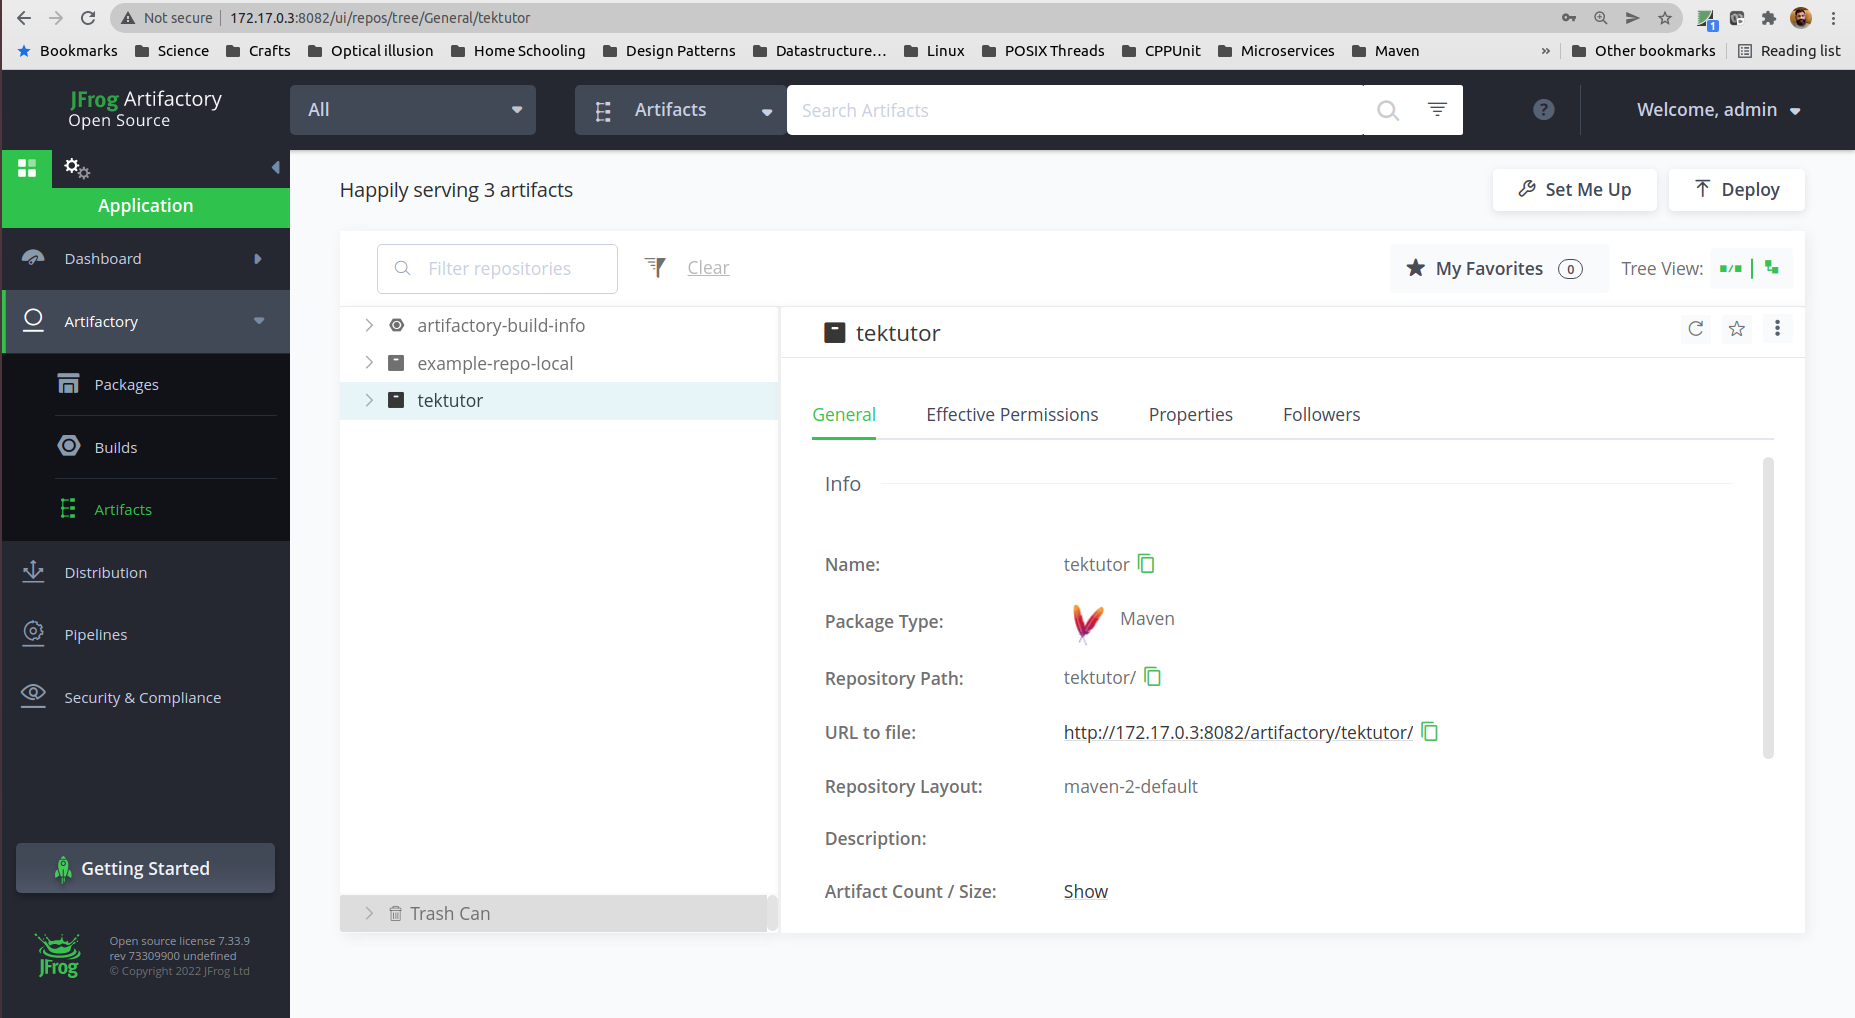 Not secure 172.17.0.3:8082/ui/repos/tree/General/tektutor
1
Bookmarks Science Crafts Optical illusion Home Schooling Design Patterns Datastructure... Linux POSIX Threads CPPUnit Microservices Maven » Other bookmarks Reading list
JFrog Artifactory
Open Source
All
Artifacts
Search Artifacts
?
Welcome, admin
Application
Dashboard
Artifactory
Packages
Builds
Artifacts
Distribution
Pipelines
Security & Compliance
Getting Started
JFrog
Open source license 7.33.9
rev 73309900 undefined
© Copyright 2022 JFrog Ltd
Happily serving 3 artifacts
Set Me Up
Deploy
Filter repositories
Clear
My Favorites 0
Tree View:
artifactory-build-info
example-repo-local
tektutor
Trash Can
tektutor
General Effective Permissions Properties Followers
Info
Name: tektutor
Package Type: Maven
Repository Path: tektutor/
URL to file: http://172.17.0.3:8082/artifactory/tektutor/
Repository Layout: maven-2-default
Description:
Artifact Count / Size: Show